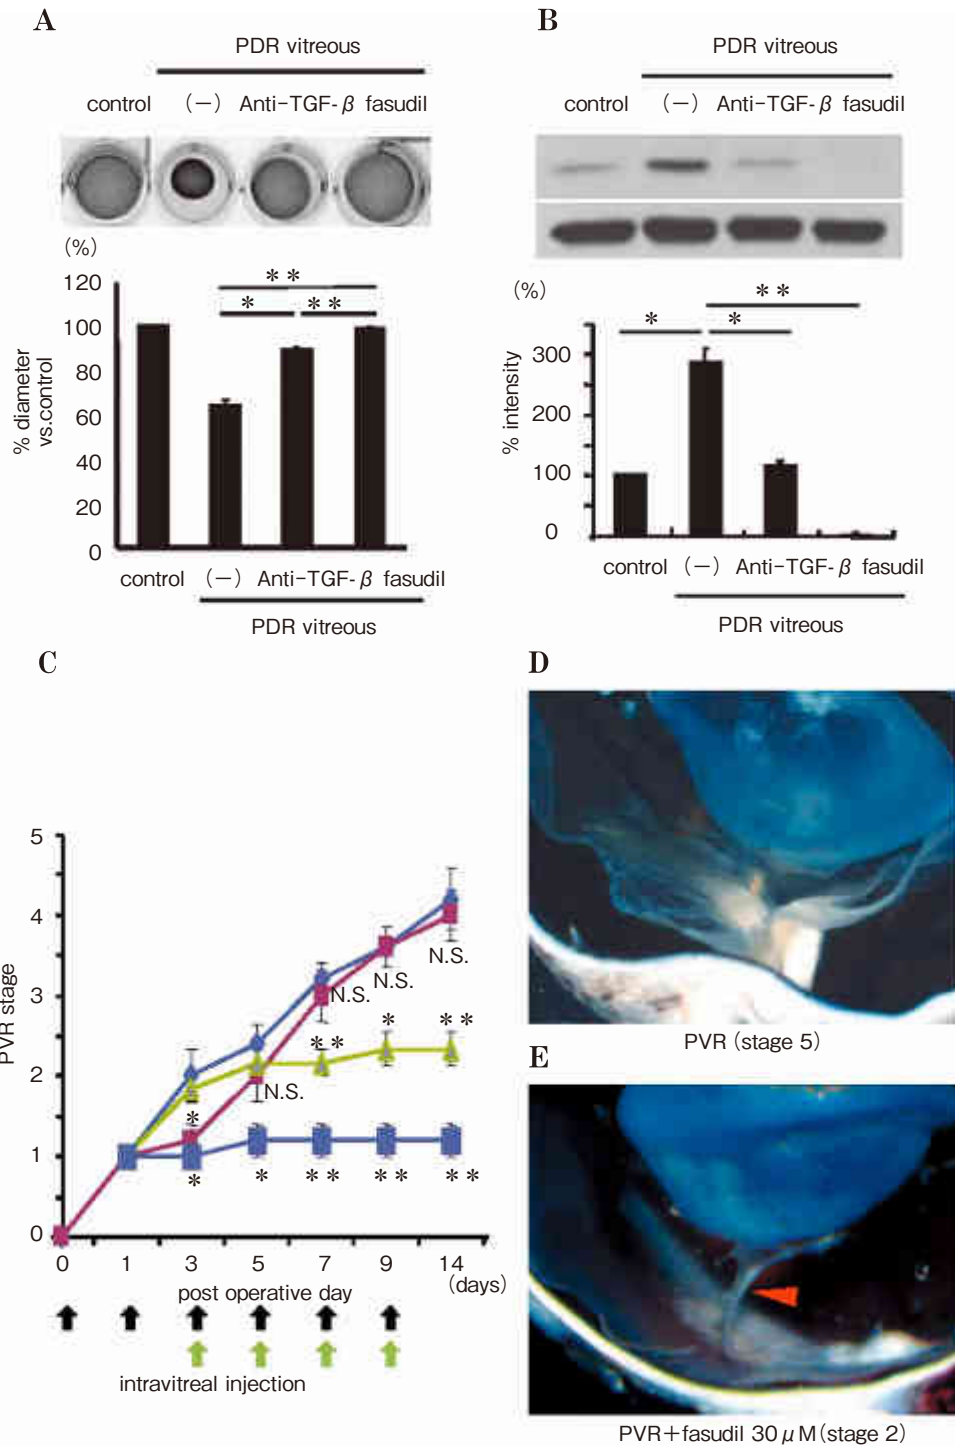 A
PDR vitreous
control (−) Anti−TGF-β fasudil
(%)
120
100
80
60
40
20
0
% diameter
vs.control
* *
* * *
control (−) Anti−TGF-β fasudil
PDR vitreous
B
PDR vitreous
control (−) Anti−TGF-β fasudil
(%)
300
200
100
0
% intensity
* *
* *
control (−) Anti−TGF-β fasudil
PDR vitreous
C
5
4
3
2
1
0
PVR stage
N.S.
N.S.
N.S.
* * * * *
N.S.
*
* * * * * * * *
0 1 3 5 7 9 14
(days)
post operative day
intravitreal injection
D
PVR (stage 5)
E
PVR+fasudil 30 μM (stage 2)